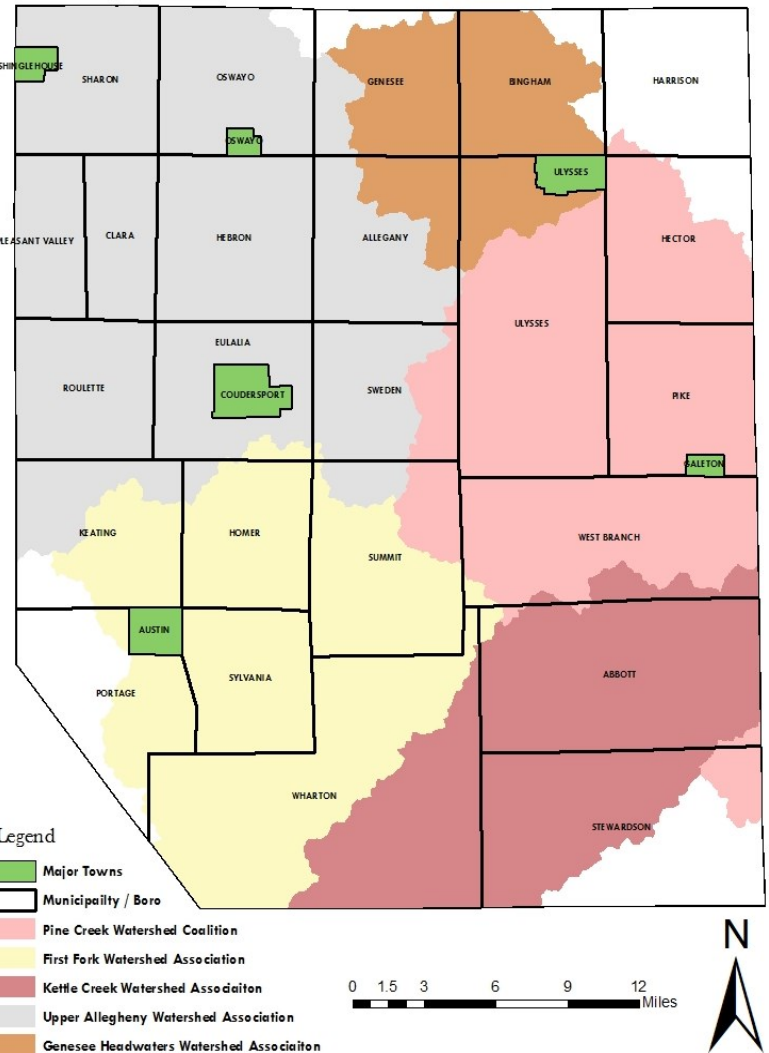 SHINGLEHOUSE
SHARON
OSWAYO
GENESEE
BINGHAM
HARRISON
OSWAYO
ULYSSES
LEASANT VALLEY
CLARA
HEBRON
ALLEGANY
HECTOR
ULYSSES
EULALIA
ROULETTE
COUDERSPORT
SWEDEN
PIKE
GALETON
KEATING
HOMER
SUMMIT
WEST BRANCH
AUSTIN
SYLVANIA
ABBOTT
PORTAGE
WHARTON
STEWARDSON
Legend
Major Towns
Municipailty / Boro
Pine Creek Watershed Coalition
First Fork Watershed Association
Kettle Creek Watershed Associaiton
Upper Allegheny Watershed Association
Genesee Headwaters Watershed Associaiton
0 1.5 3 6 9 12
Miles
N